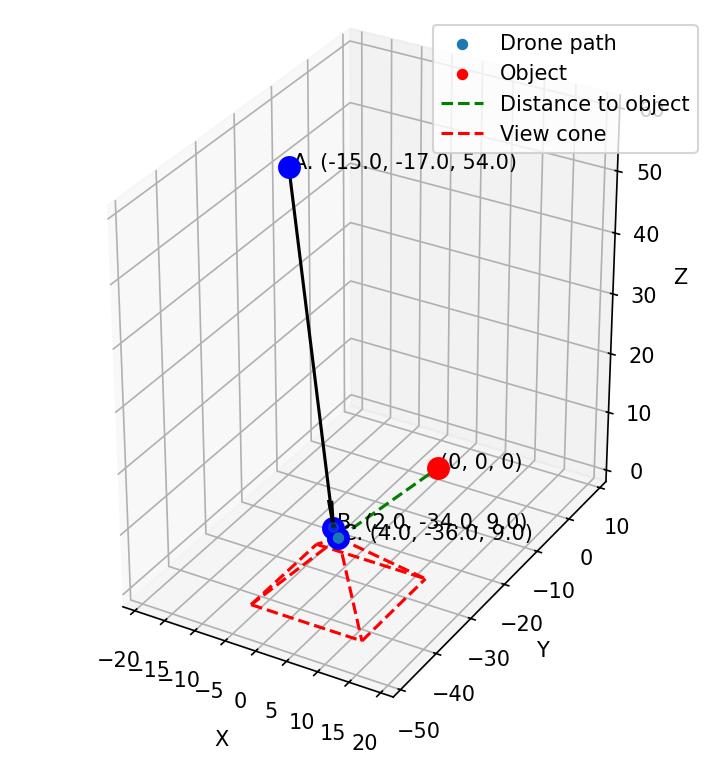 Drone path
Object
Distance to object
View cone
A. (-15.0, -17.0, 54.0)
(0, 0, 0)
B. (2.0, -34.0, 9.0)
C. (4.0, -36.0, 9.0)
60
50
40
30
20
10
0
Z
10
0
−10
−20
−30
−40
−50
Y
−20
−15
−10
−5
0
5
10
15
20
X